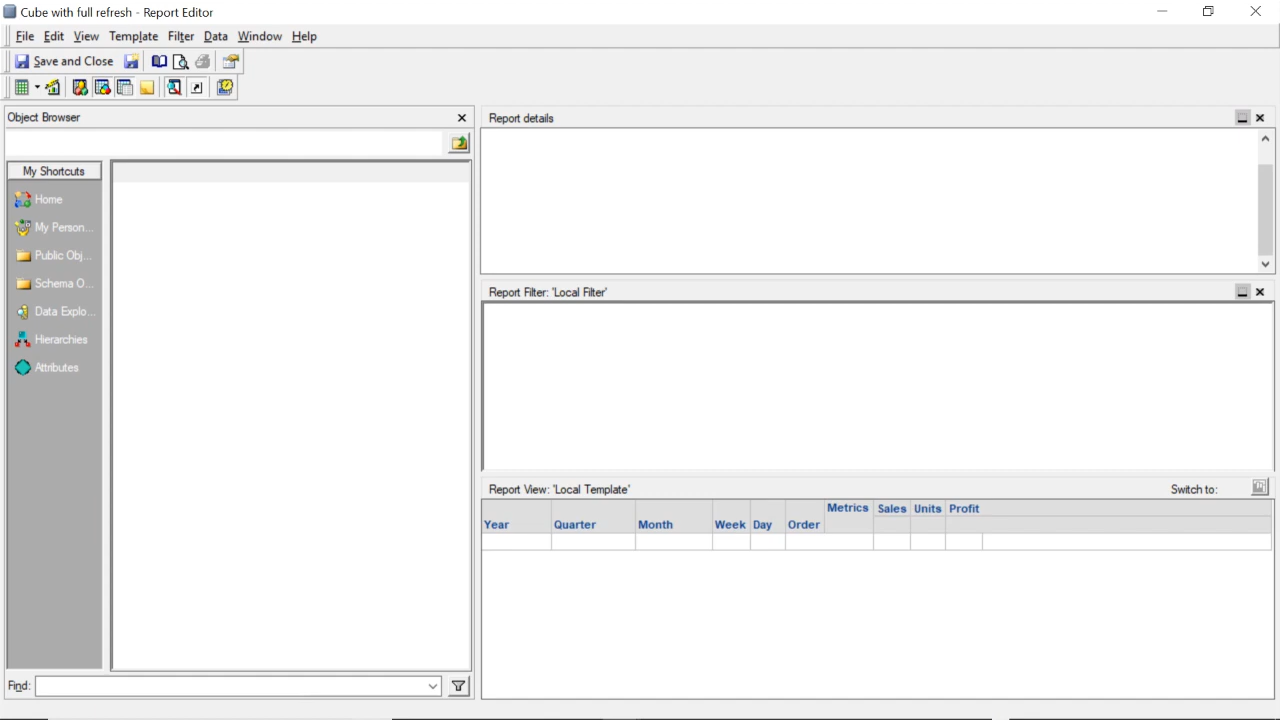 Cube with full refresh - Report Editor
File Edit View Template Filter Data Window Help
Save and Close
Object Browser
My Shortcuts
Home
My Person...
Public Obj...
Schema O...
Data Explo...
Hierarchies
Attributes
Find:
Report details
Report Filter: 'Local Filter'
Report View: 'Local Template'
Switch to:
Metrics Sales Units Profit
Year Quarter Month Week Day Order